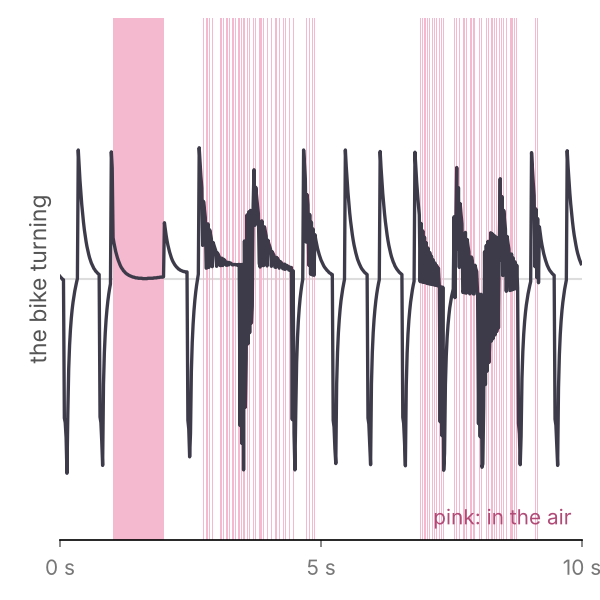 the bike turning
pink: in the air
0 s
5 s
10 s